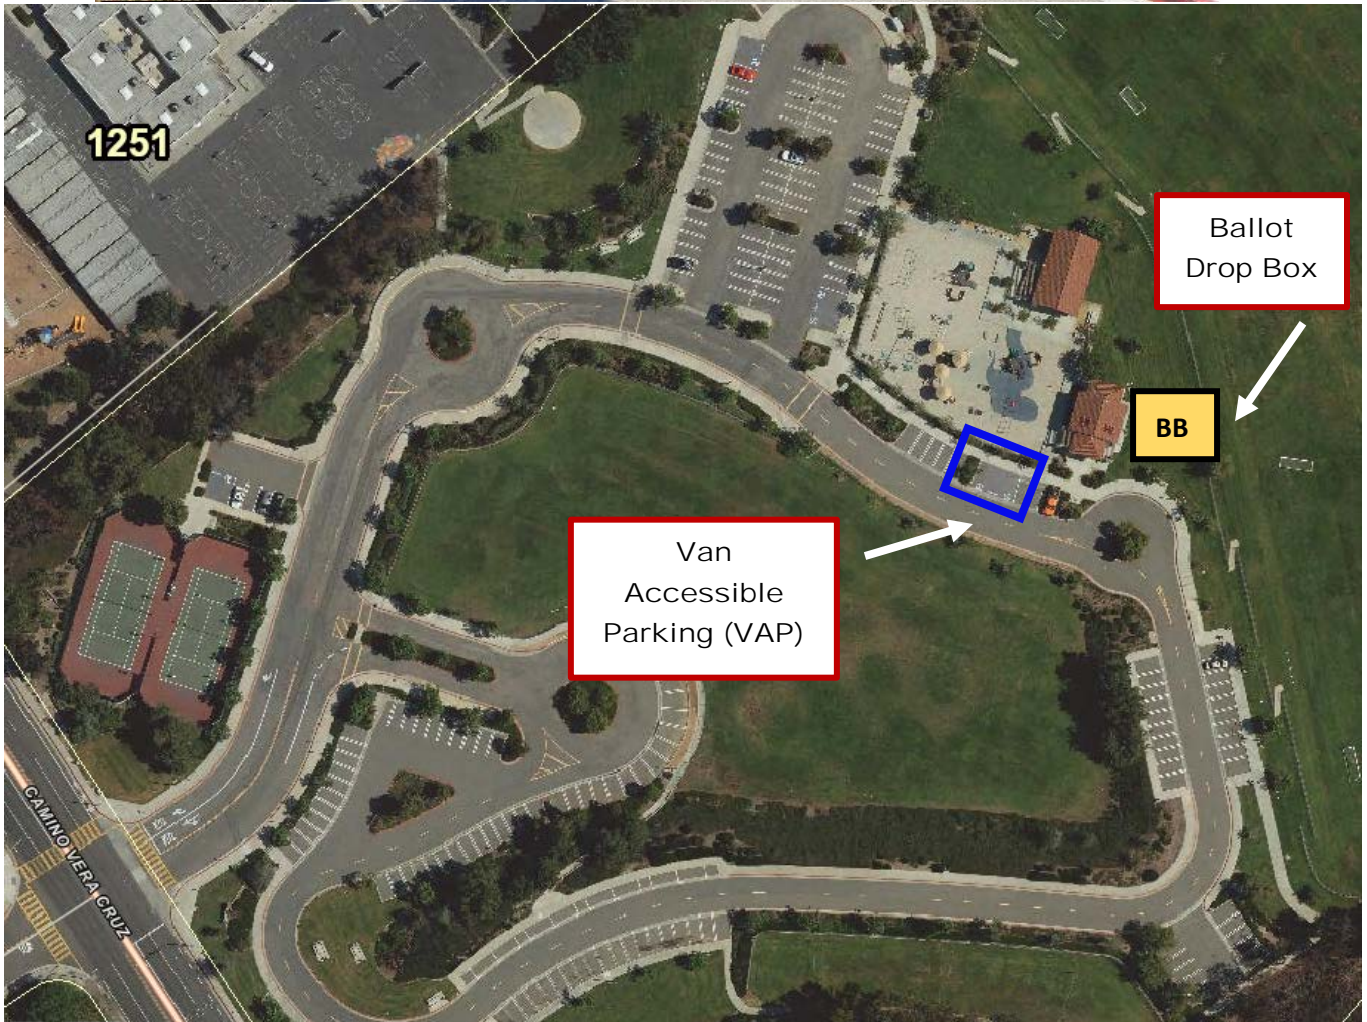 1251
Ballot
Drop Box
BB
Van
Accessible
Parking (VAP)
CAMINO VERA CRUZ